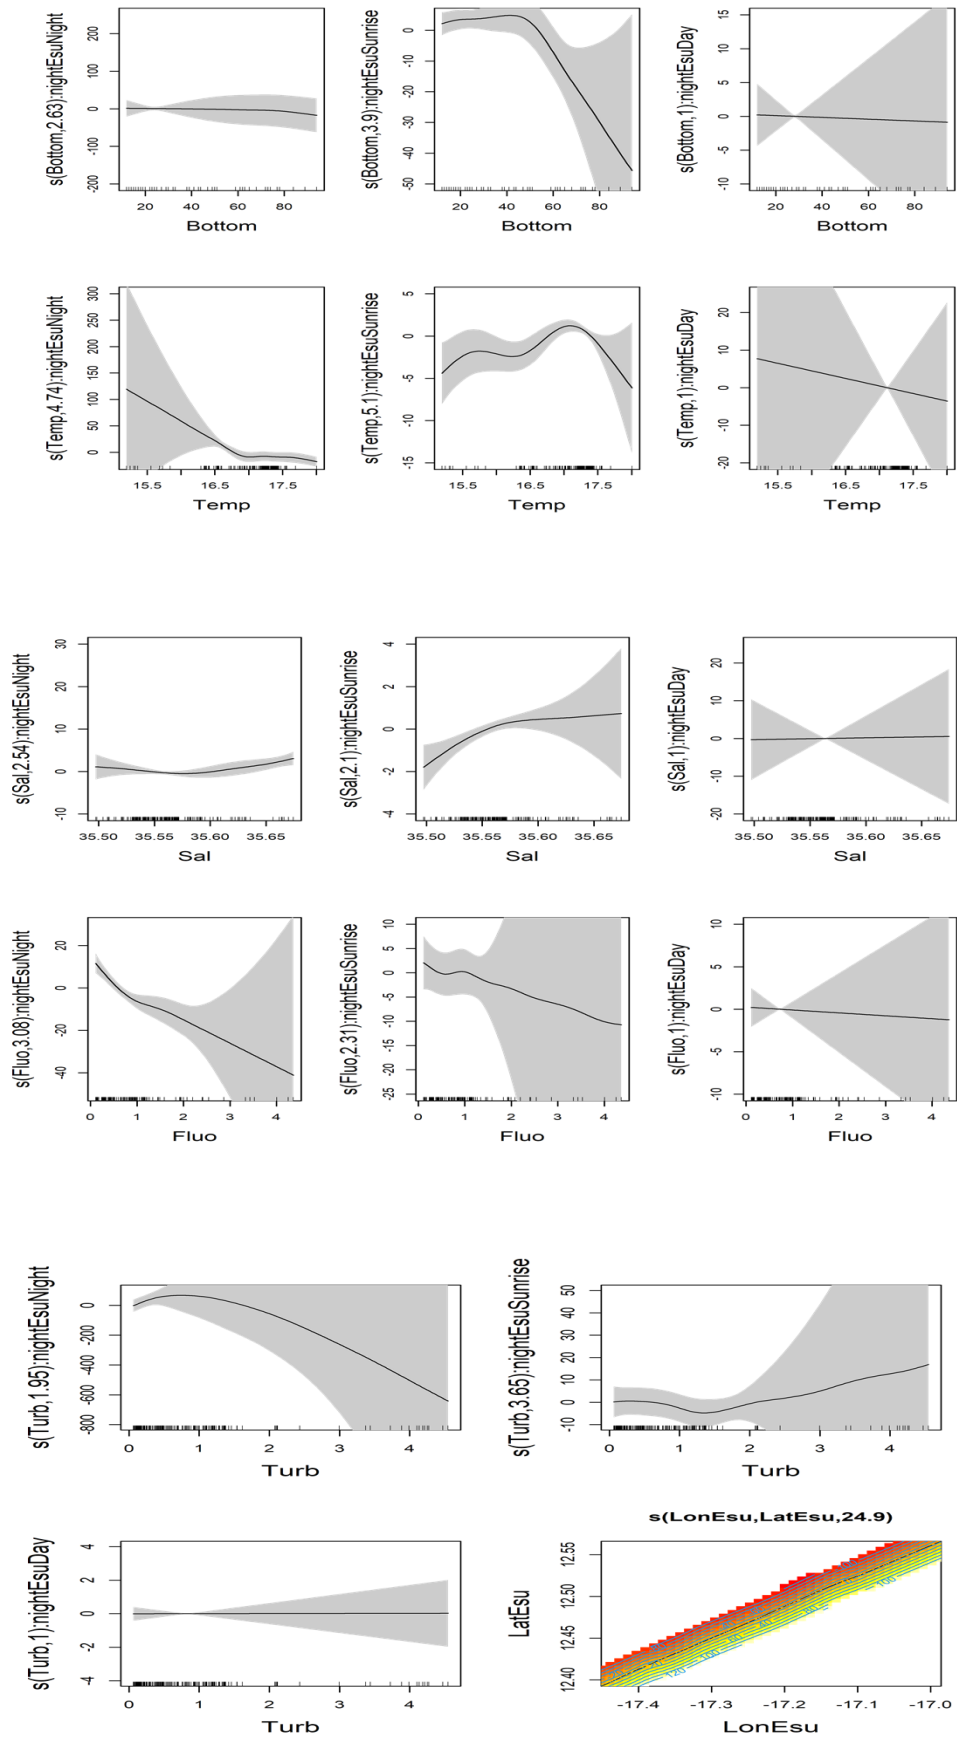 s(Bottom,2.63):nightEsuNight
200
100
0
-100
-200
20 40 60 80
Bottom
s(Bottom,3.9):nightEsuSunrise
0
-10
-20
-30
-40
-50
20 40 60 80
Bottom
s(Bottom,1):nightEsuDay
15
10
5
0
-5
-10
20 40 60 80
Bottom
s(Temp,4.74):nightEsuNight
300
250
200
150
100
50
0
15.5 16.5 17.5
Temp
s(Temp,5.1):nightEsuSunrise
5
0
-5
-10
-15
15.5 16.5 17.5
Temp
s(Temp,1):nightEsuDay
20
10
0
-10
-20
15.5 16.5 17.5
Temp
s(Sal,2.54):nightEsuNight
30
20
10
0
-10
35.50 35.60
35.55 35.65
Sal
s(Sal,2.1):nightEsuSunrise
4
2
0
-2
4
35.50 35.60
35.55 35.65
Sal
s(Sal,1):nightEsuDay
20
10
0
-10
-20
35.50 35.60
35.55 35.65
Sal
s(Fluo,3.08):nightEsuNight
20
0
-20
40
0 1 2 3 4
Fluo
s(Fluo,2.31):nightEsuSunrise
10
5
0
-5
-10
-15
-25
0 1 2 3 4
Fluo
s(Fluo,1):nightEsuDay
10
5
0
-5
-10
0 1 2 3 4
Fluo
s(Turb,1.95):nightEsuNight
0
-200
400
-600
-800
0 1 2 3 4
Turb
s(Turb,3.65):nightEsuSunrise
50
40
30
20
10
0
-10
0 1 2 3 4
Turb
s(Turb,1):nightEsuDay
4
2
0
-2
4
0 1 2 3 4
Turb
s(LonEsu,LatEsu,24.9)
LatEsu
12.55
12.50
12.45
12.40
100
120
100
-17.4 -17.3 -17.2 -17.1 -17.0
LonEsu